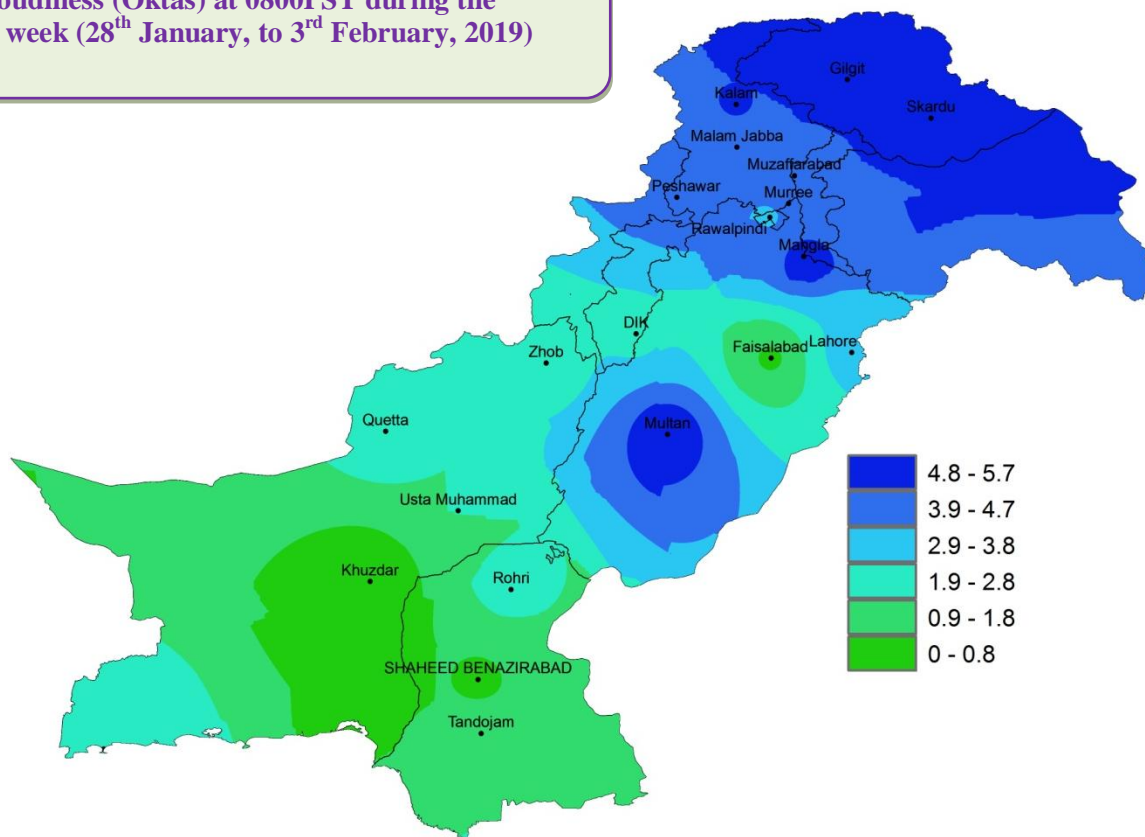 (Oktas) at 0800PST during the
week (28th January, to 3rd February, 2019)
Gilgit
Kalam
Skardu
Malam Jabba
Muzaffarabad
Peshawar
Murree
Rawalpindi
Mangla
DIK
Zhob
Faisalabad
Lahore
Quetta
Multan
Usta Muhammad
Khuzdar
Rohri
SHAHEED BENAZIRABAD
Tandojam
4.8 - 5.7
3.9 - 4.7
2.9 - 3.8
1.9 - 2.8
0.9 - 1.8
0 - 0.8